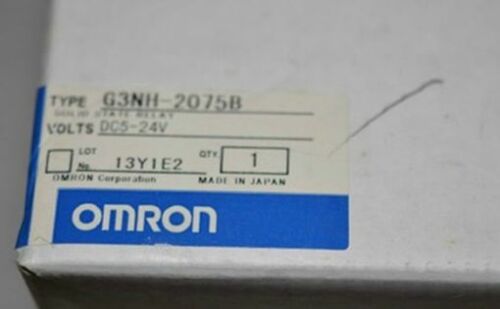 TYPE G3NH-2075B
SOLID STATE RELAY
VOLTS DC5-24V
LOT No. 13Y1E2 QTY 1
OMRON Corporation MADE IN JAPAN
OMRON